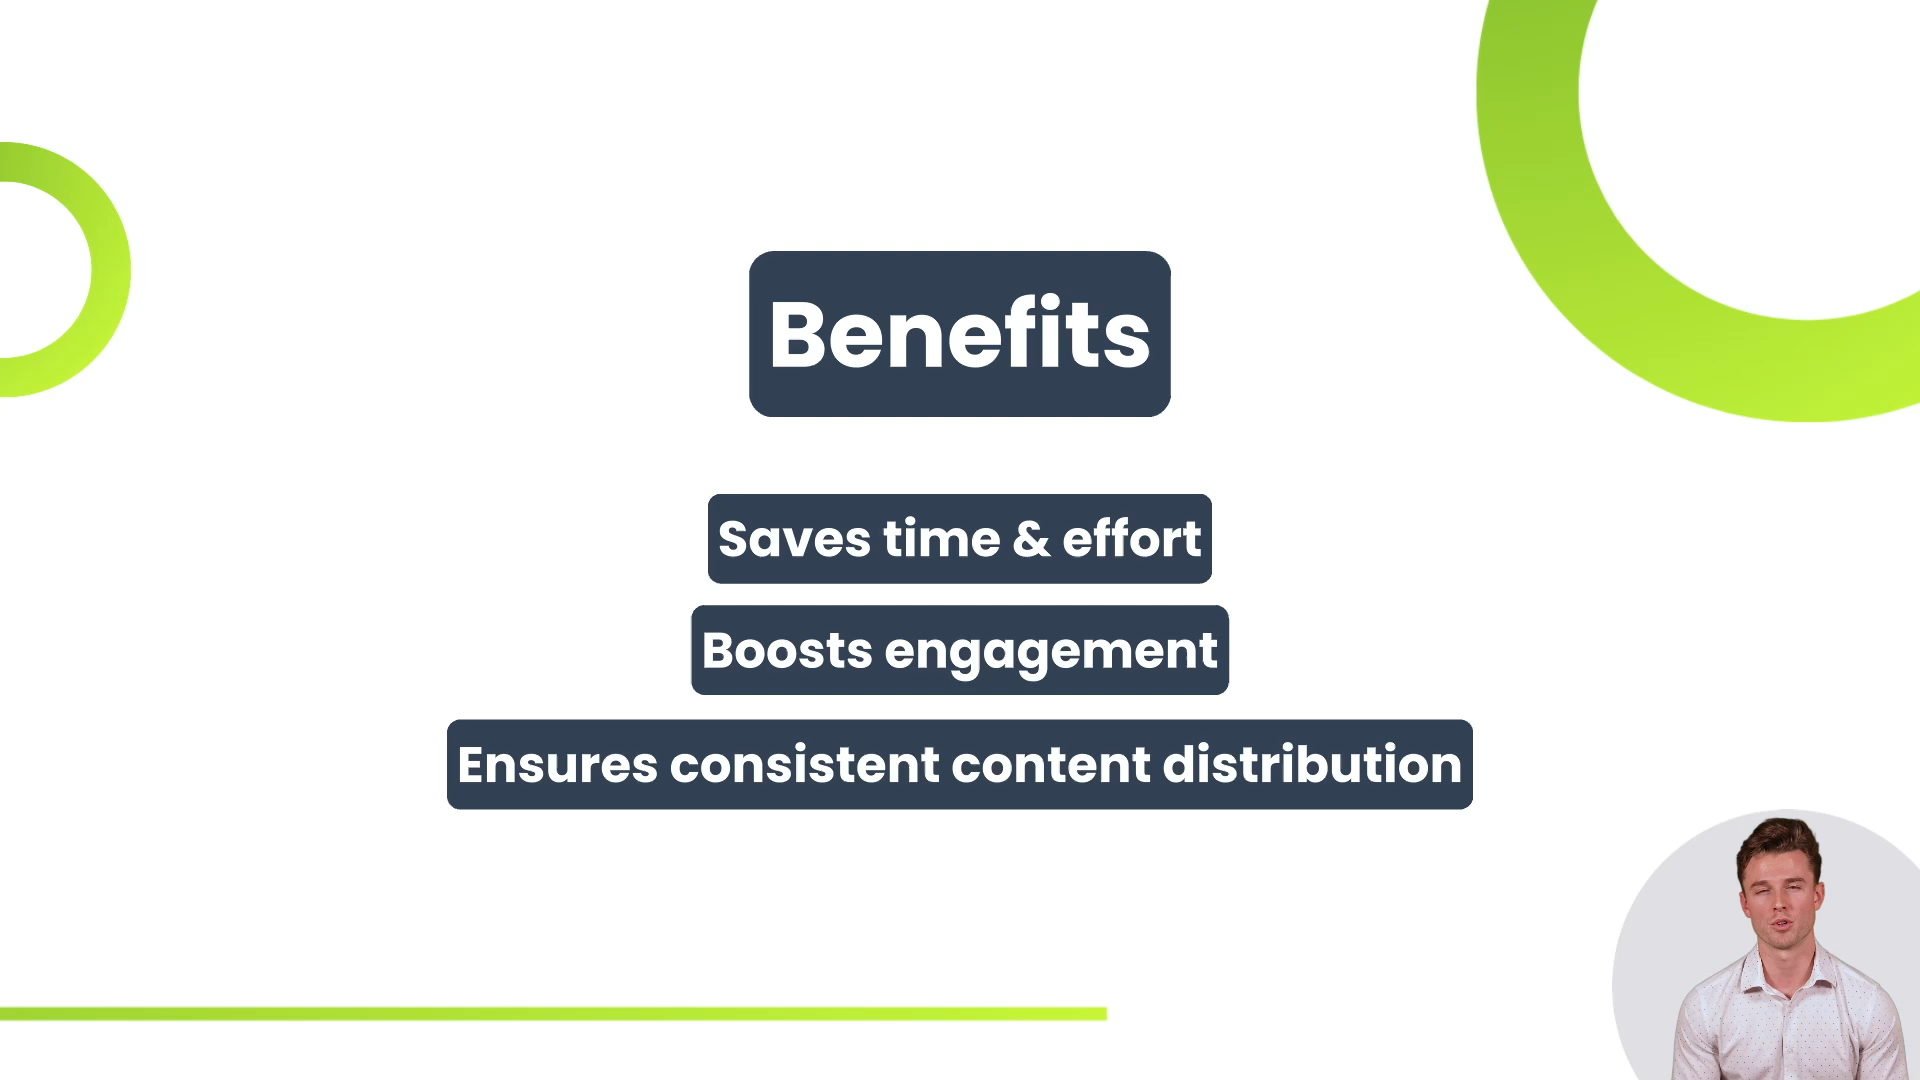 Benefits
Saves time & effort
Boosts engagement
Ensures consistent content distribution